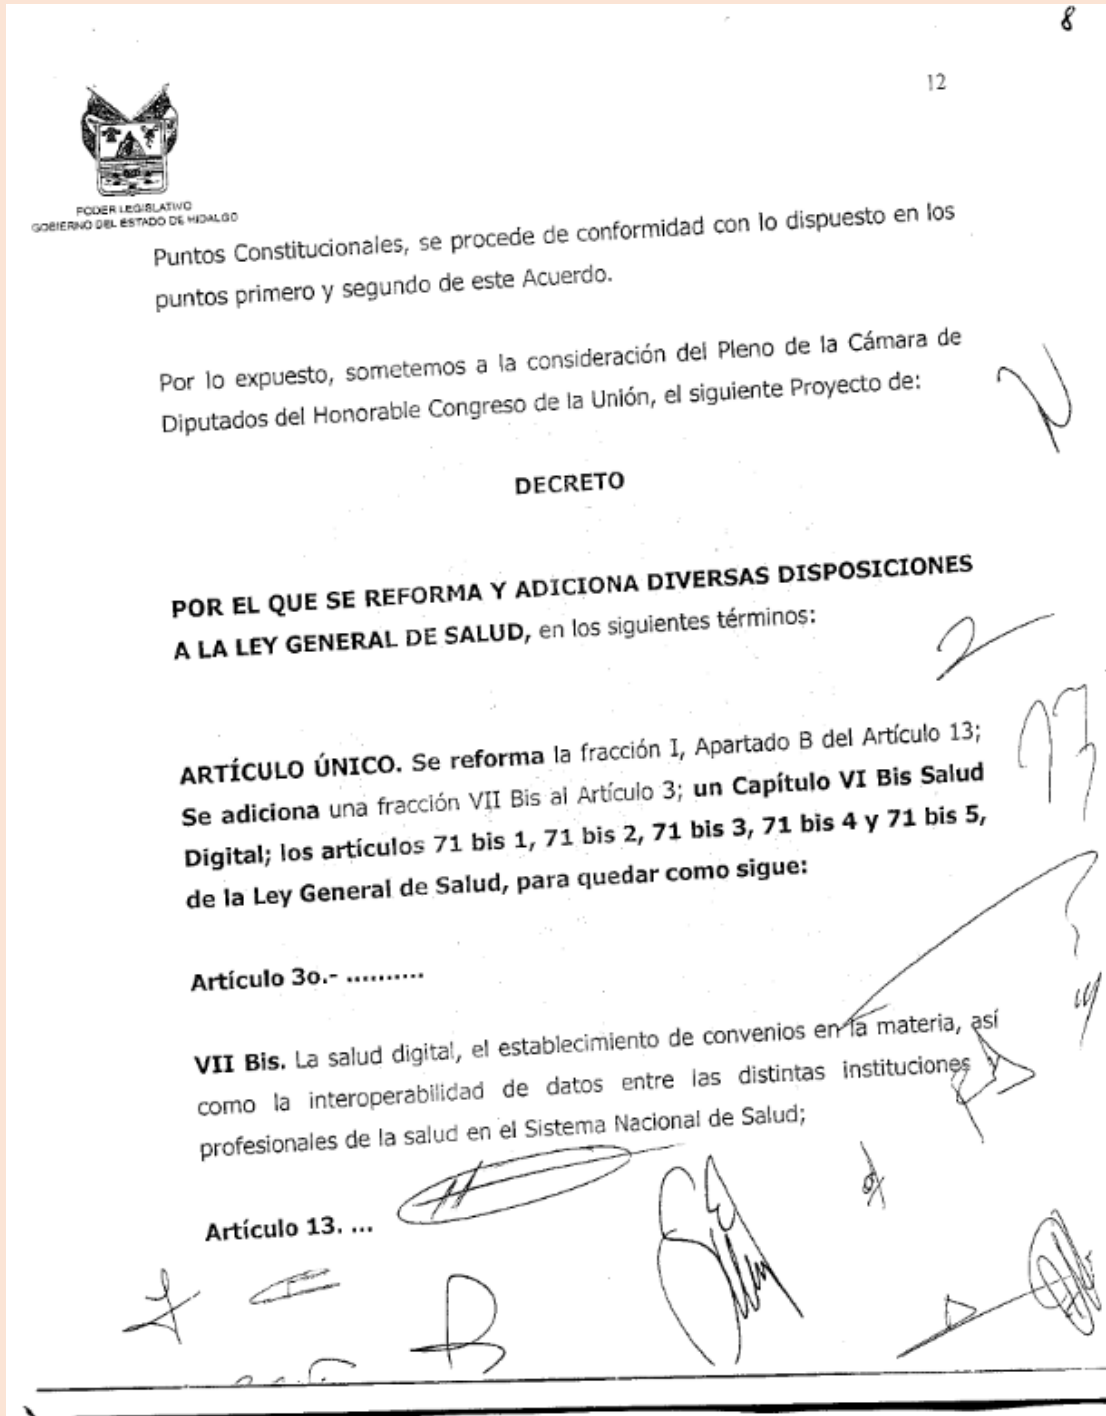 8
12
PODER LEGISLATIVO
GOBIERNO DEL ESTADO DE HIDALGO
Puntos Constitucionales, se procede de conformidad con lo dispuesto en los
puntos primero y segundo de este Acuerdo.
Por lo expuesto, sometemos a la consideración del Pleno de la Cámara de
Diputados del Honorable Congreso de la Unión, el siguiente Proyecto de:
DECRETO
POR EL QUE SE REFORMA Y ADICIONA DIVERSAS DISPOSICIONES
A LA LEY GENERAL DE SALUD, en los siguientes términos:
ARTÍCULO ÚNICO. Se reforma la fracción I, Apartado B del Artículo 13;
Se adiciona una fracción VII Bis al Artículo 3; un Capítulo VI Bis Salud
Digital; los artículos 71 bis 1, 71 bis 2, 71 bis 3, 71 bis 4 y 71 bis 5,
de la Ley General de Salud, para quedar como sigue:
Artículo 3o.- ..........
VII Bis. La salud digital, el establecimiento de convenios en la materia, así
como la interoperabilidad de datos entre las distintas instituciones y
profesionales de la salud en el Sistema Nacional de Salud;
Artículo 13. ...